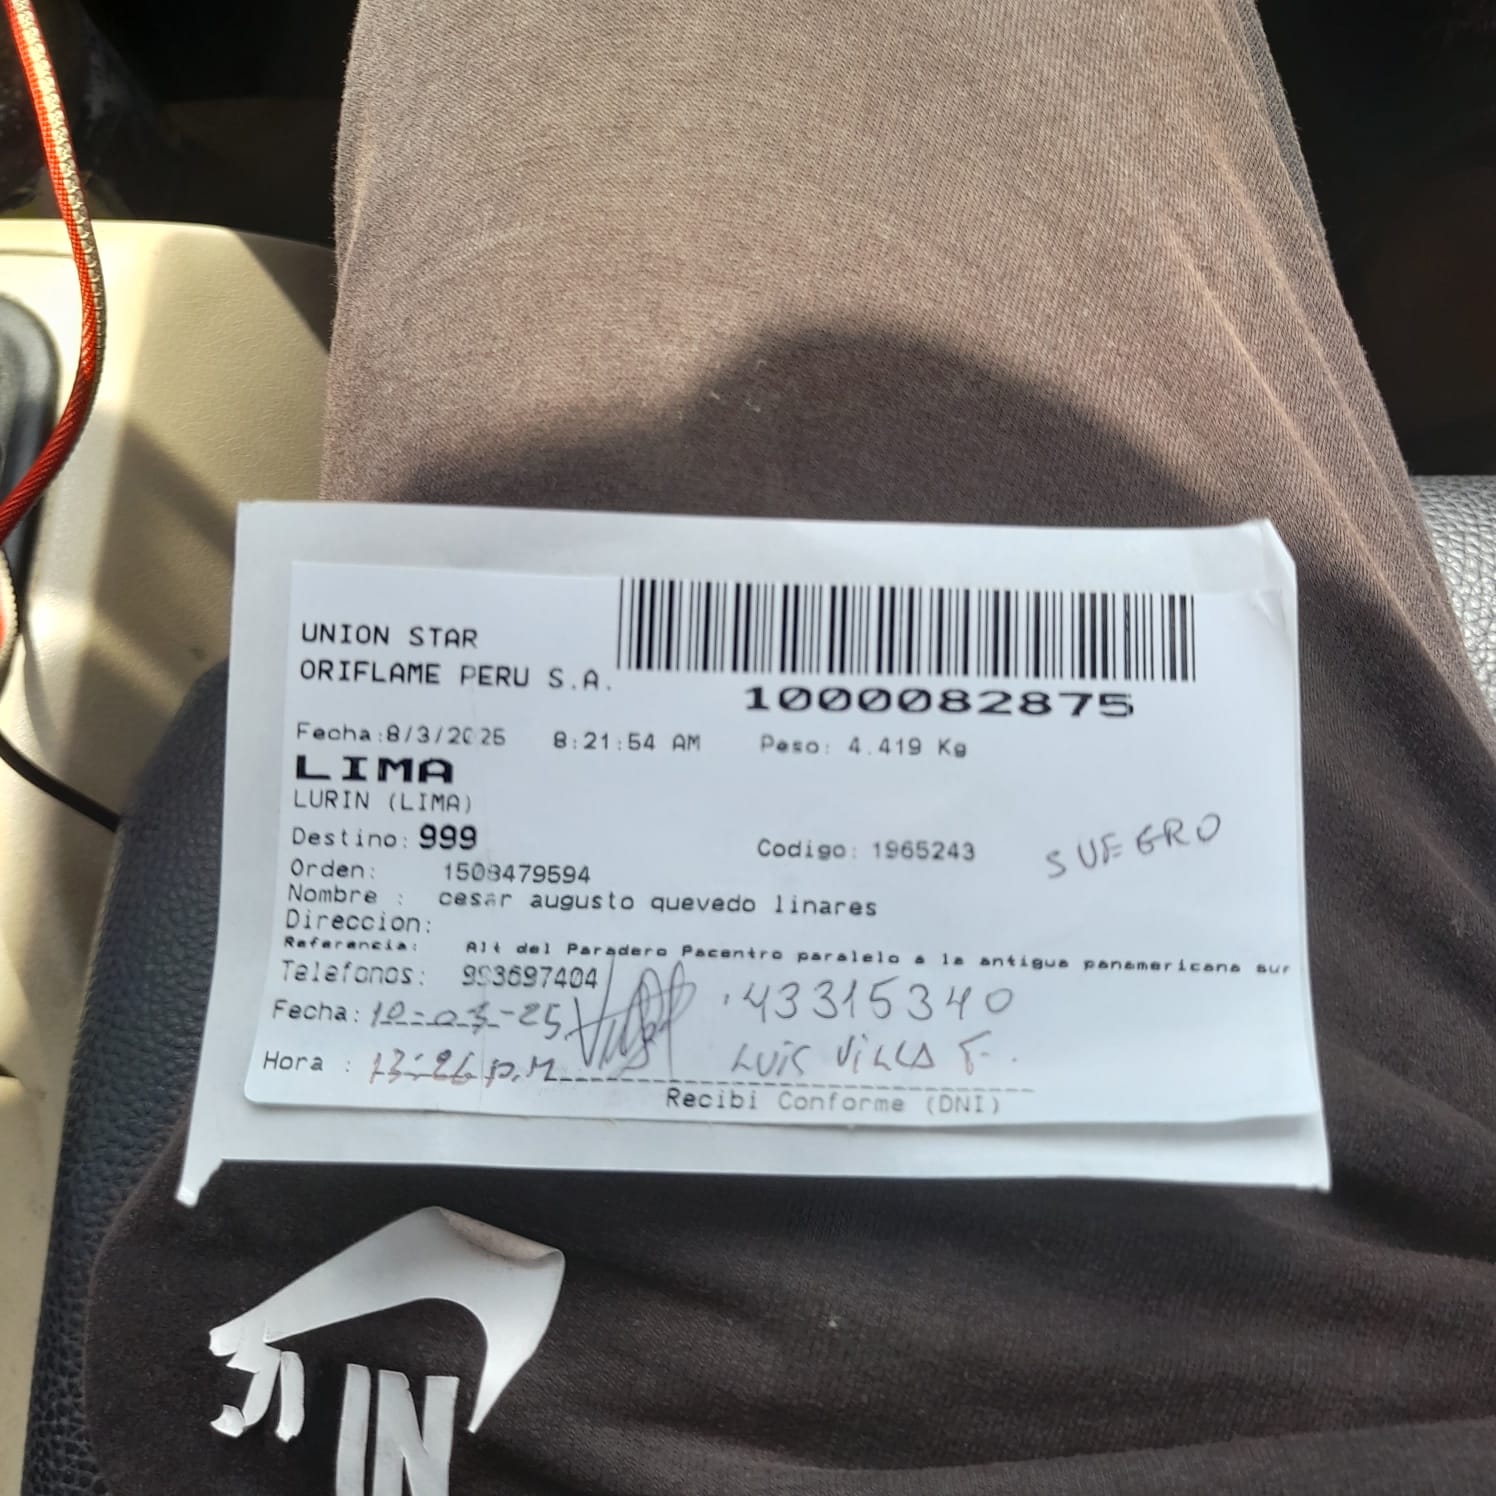 UNION STAR
ORIFLAME PERU S.A.
1000082875
Fecha:8/3/2025 8:21:54 AM Peso: 4.419 Kg
LIMA
LURIN (LIMA)
Destino: 999 Codigo: 1965243
SUEGRO
Orden: 1508479594
Nombre : cesar augusto quevedo linares
Direccion:
Referencia: Alt del Paradero Pacentro paralelo a la antigua panamericana sur
Telefonos: 993697404
Fecha: 10-03-25 43315340
Hora : 13:26 p.m LUIS VILLA F.
Recibi Conforme (DNI)
IN